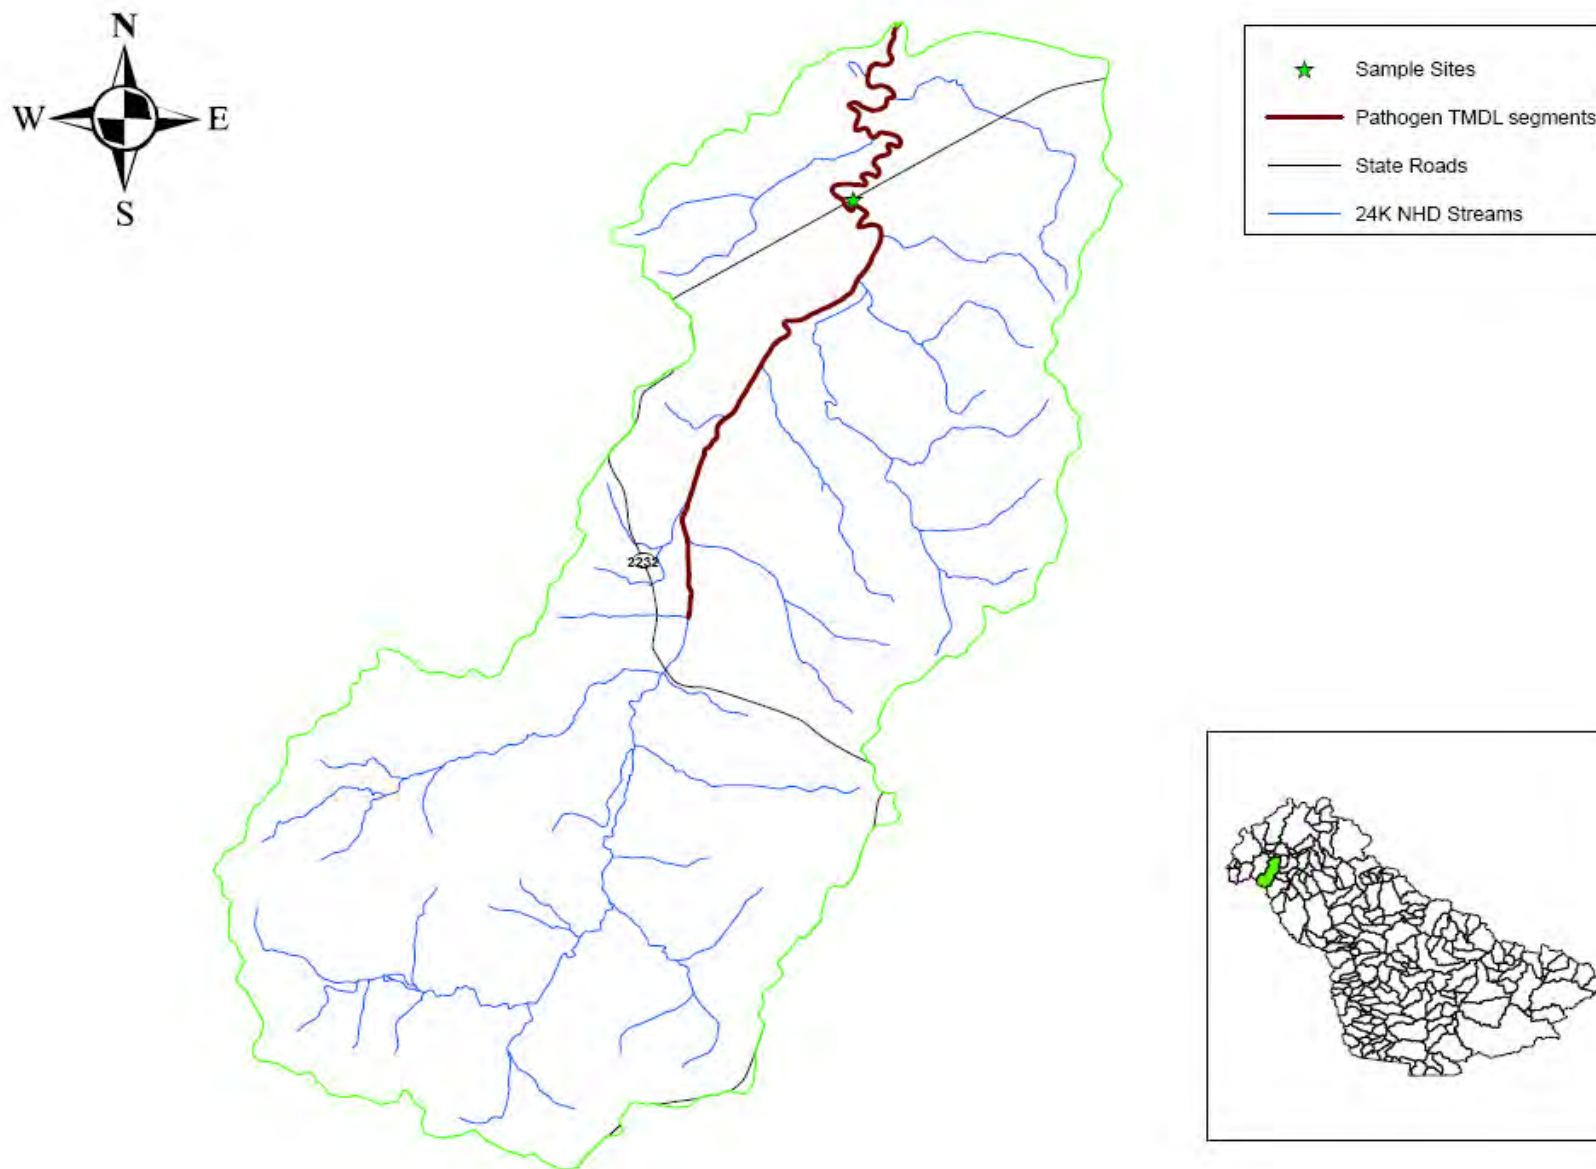 N
W E
S
Sample Sites
Pathogen TMDL segments
State Roads
24K NHD Streams
2232